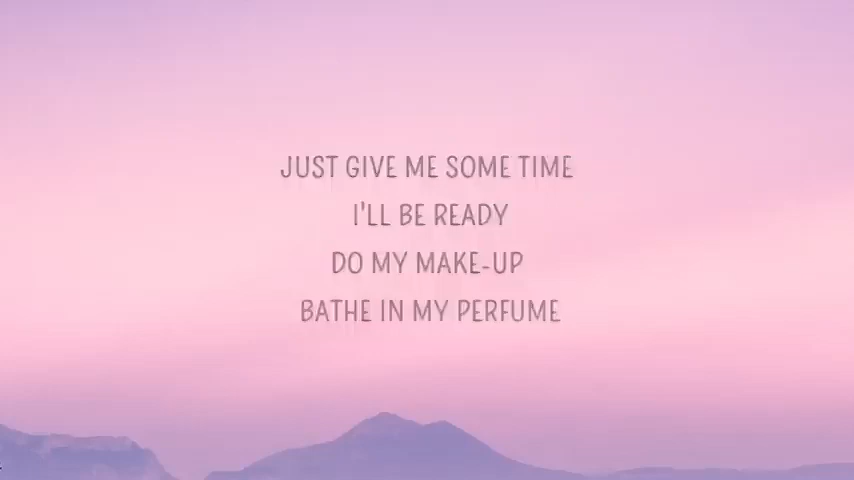 JUST GIVE ME SOME TIME
I'LL BE READY
DO MY MAKE-UP
BATHE IN MY PERFUME